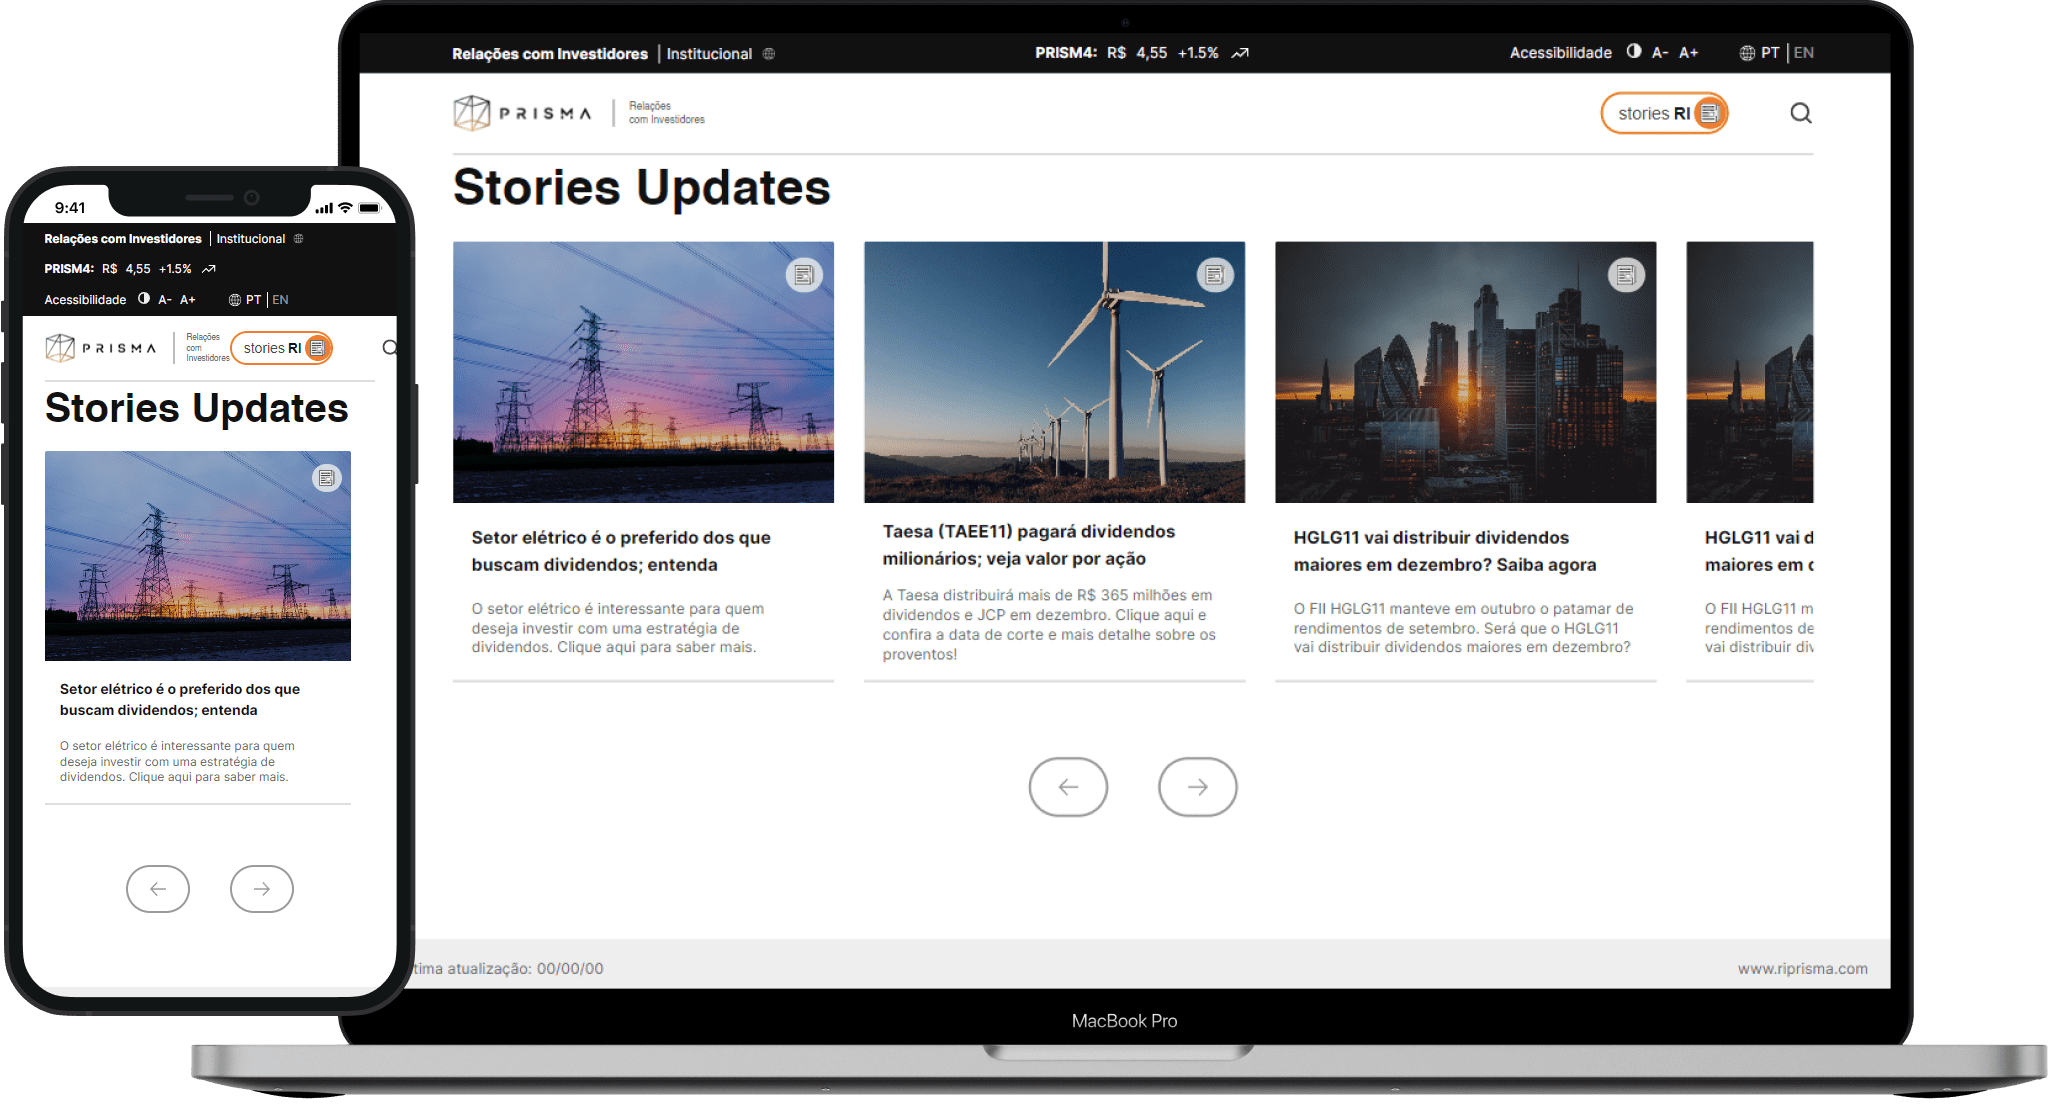 Relações com Investidores | Institucional
PRISM4: R$ 4,55 +1.5%
Acessibilidade A- A+ PT | EN
PRISMA
Relações
com Investidores
stories RI
Stories Updates
Setor elétrico é o preferido dos que
buscam dividendos; entenda
O setor elétrico é interessante para quem
deseja investir com uma estratégia de
dividendos. Clique aqui para saber mais.
Taesa (TAEE11) pagará dividendos
milionários; veja valor por ação
A Taesa distribuirá mais de R$ 365 milhões em
dividendos e JCP em dezembro. Clique aqui e
confira a data de corte e mais detalhe sobre os
proventos!
HGLG11 vai distribuir dividendos
maiores em dezembro? Saiba agora
O FII HGLG11 manteve em outubro o patamar de
rendimentos de setembro. Será que o HGLG11
vai distribuir dividendos maiores em dezembro?
HGLG11 vai d
maiores em
O FII HGLG11 m
rendimentos de
vai distribuir div
tima atualização: 00/00/00
www.riprisma.com
MacBook Pro
9:41
Relações com Investidores | Institucional
PRISM4: R$ 4,55 +1.5%
Acessibilidade A- A+ PT | EN
PRISMA
Relações
com
Investidores
stories RI
Stories Updates
Setor elétrico é o preferido dos que
buscam dividendos; entenda
O setor elétrico é interessante para quem
deseja investir com uma estratégia de
dividendos. Clique aqui para saber mais.